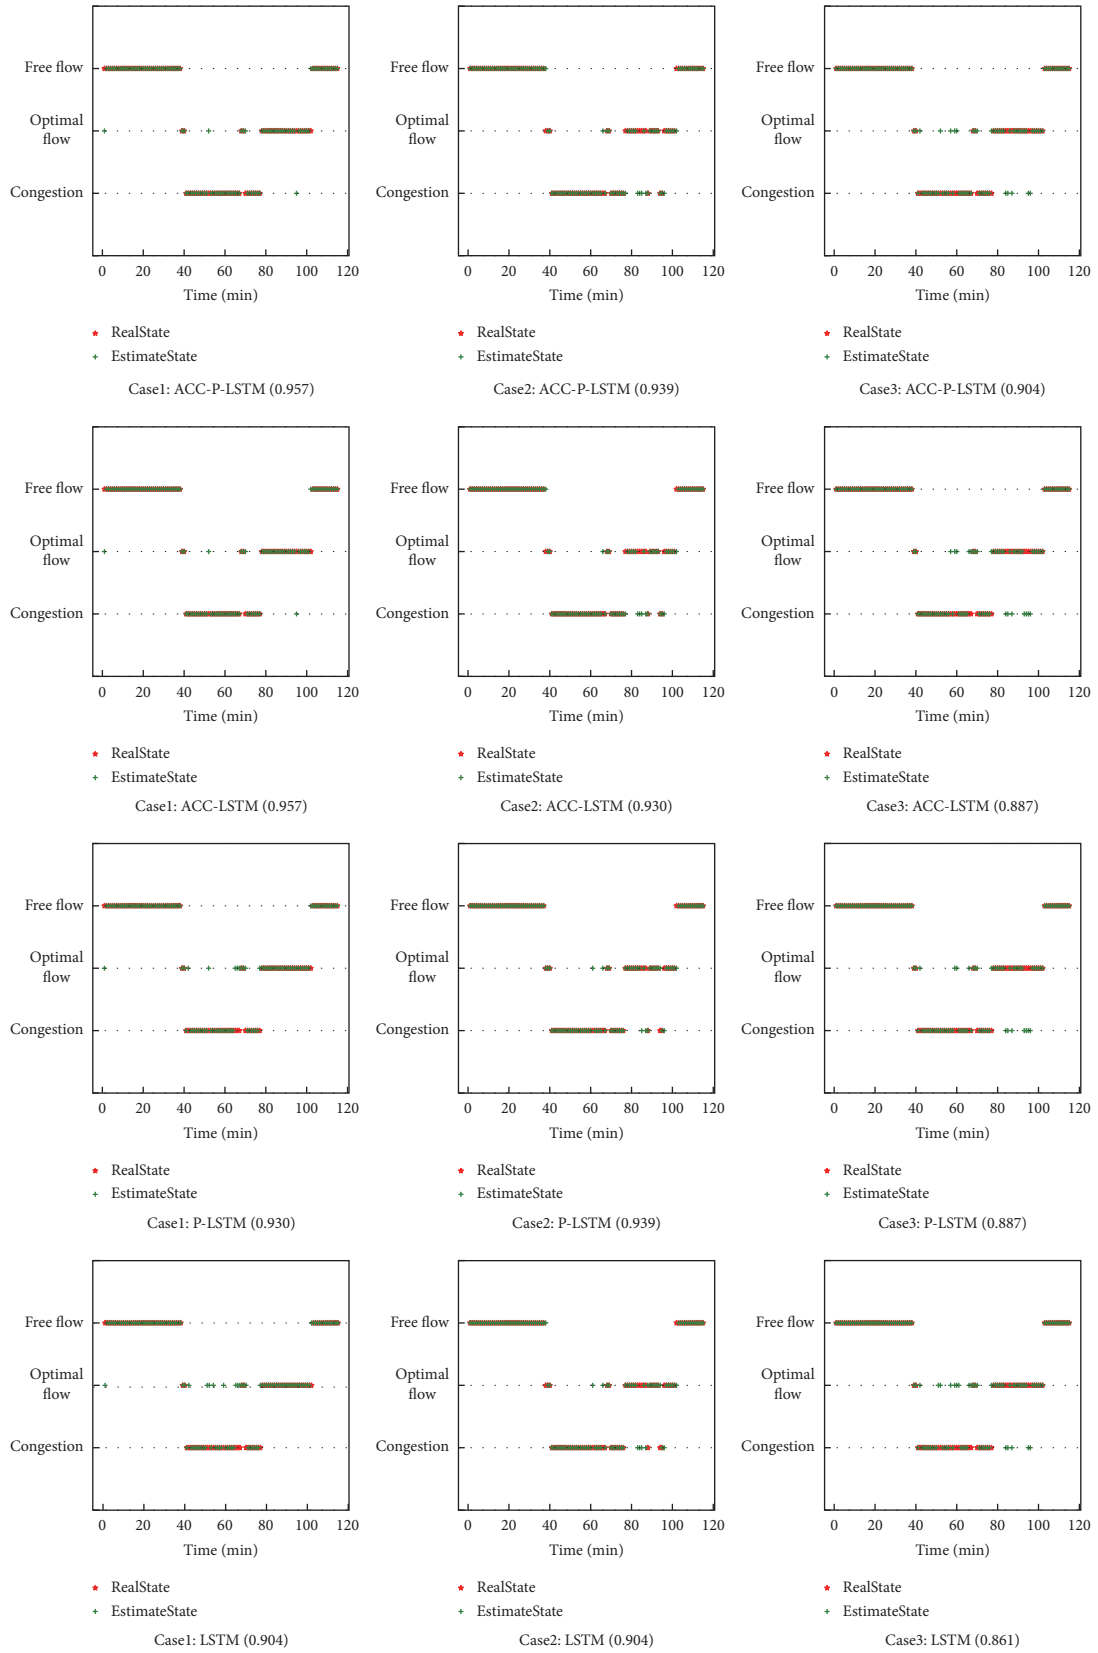 Free flow
Optimal
flow
Congestion
0 20 40 60 80 100 120
Time (min)
RealState
EstimateState
Case1: ACC-P-LSTM (0.957)
Free flow
Optimal
flow
Congestion
0 20 40 60 80 100 120
Time (min)
RealState
EstimateState
Case2: ACC-P-LSTM (0.939)
Free flow
Optimal
flow
Congestion
0 20 40 60 80 100 120
Time (min)
RealState
EstimateState
Case3: ACC-P-LSTM (0.904)
Free flow
Optimal
flow
Congestion
0 20 40 60 80 100 120
Time (min)
RealState
EstimateState
Case1: ACC-LSTM (0.957)
Free flow
Optimal
flow
Congestion
0 20 40 60 80 100 120
Time (min)
RealState
EstimateState
Case2: ACC-LSTM (0.930)
Free flow
Optimal
flow
Congestion
0 20 40 60 80 100 120
Time (min)
RealState
EstimateState
Case3: ACC-LSTM (0.887)
Free flow
Optimal
flow
Congestion
0 20 40 60 80 100 120
Time (min)
RealState
EstimateState
Case1: P-LSTM (0.930)
Free flow
Optimal
flow
Congestion
0 20 40 60 80 100 120
Time (min)
RealState
EstimateState
Case2: P-LSTM (0.939)
Free flow
Optimal
flow
Congestion
0 20 40 60 80 100 120
Time (min)
RealState
EstimateState
Case3: P-LSTM (0.887)
Free flow
Optimal
flow
Congestion
0 20 40 60 80 100 120
Time (min)
RealState
EstimateState
Case1: LSTM (0.904)
Free flow
Optimal
flow
Congestion
0 20 40 60 80 100 120
Time (min)
RealState
EstimateState
Case2: LSTM (0.904)
Free flow
Optimal
flow
Congestion
0 20 40 60 80 100 120
Time (min)
RealState
EstimateState
Case3: LSTM (0.861)